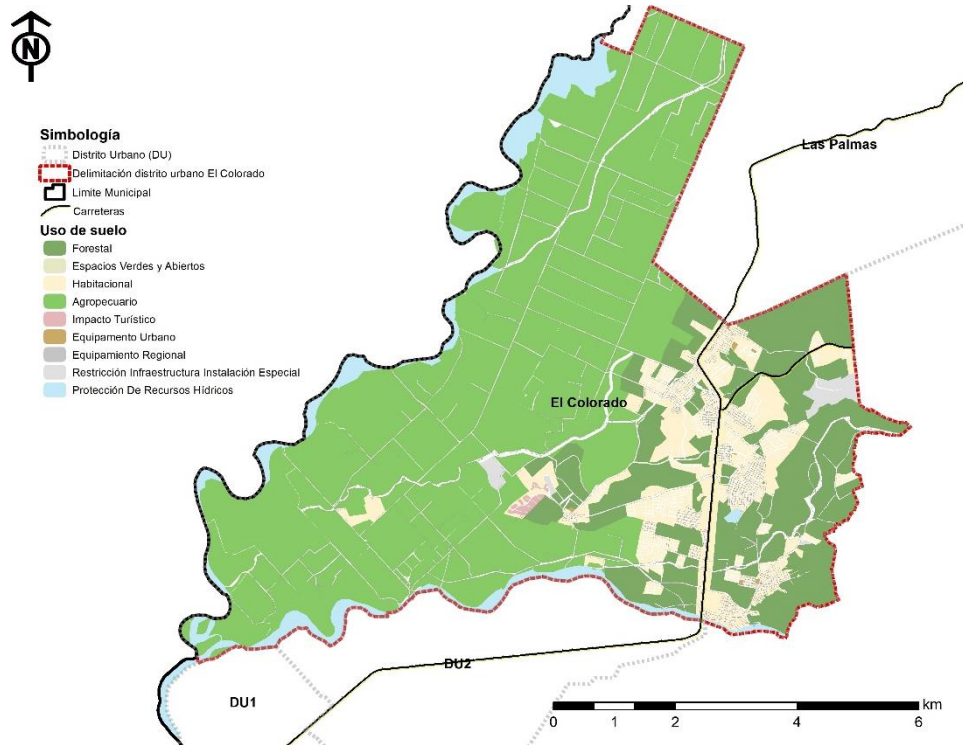 N
Las Palmas
Simbología
Distrito Urbano (DU)
Delimitación distrito urbano El Colorado
Limite Municipal
Carreteras
Uso de suelo
Forestal
Espacios Verdes y Abiertos
Habitacional
Agropecuario
Impacto Turístico
Equipamento Urbano
Equipamiento Regional
Restricción Infraestructura Instalación Especial
Protección De Recursos Hídricos
El Colorado
DU2
DU1
km
0 1 2 4 6